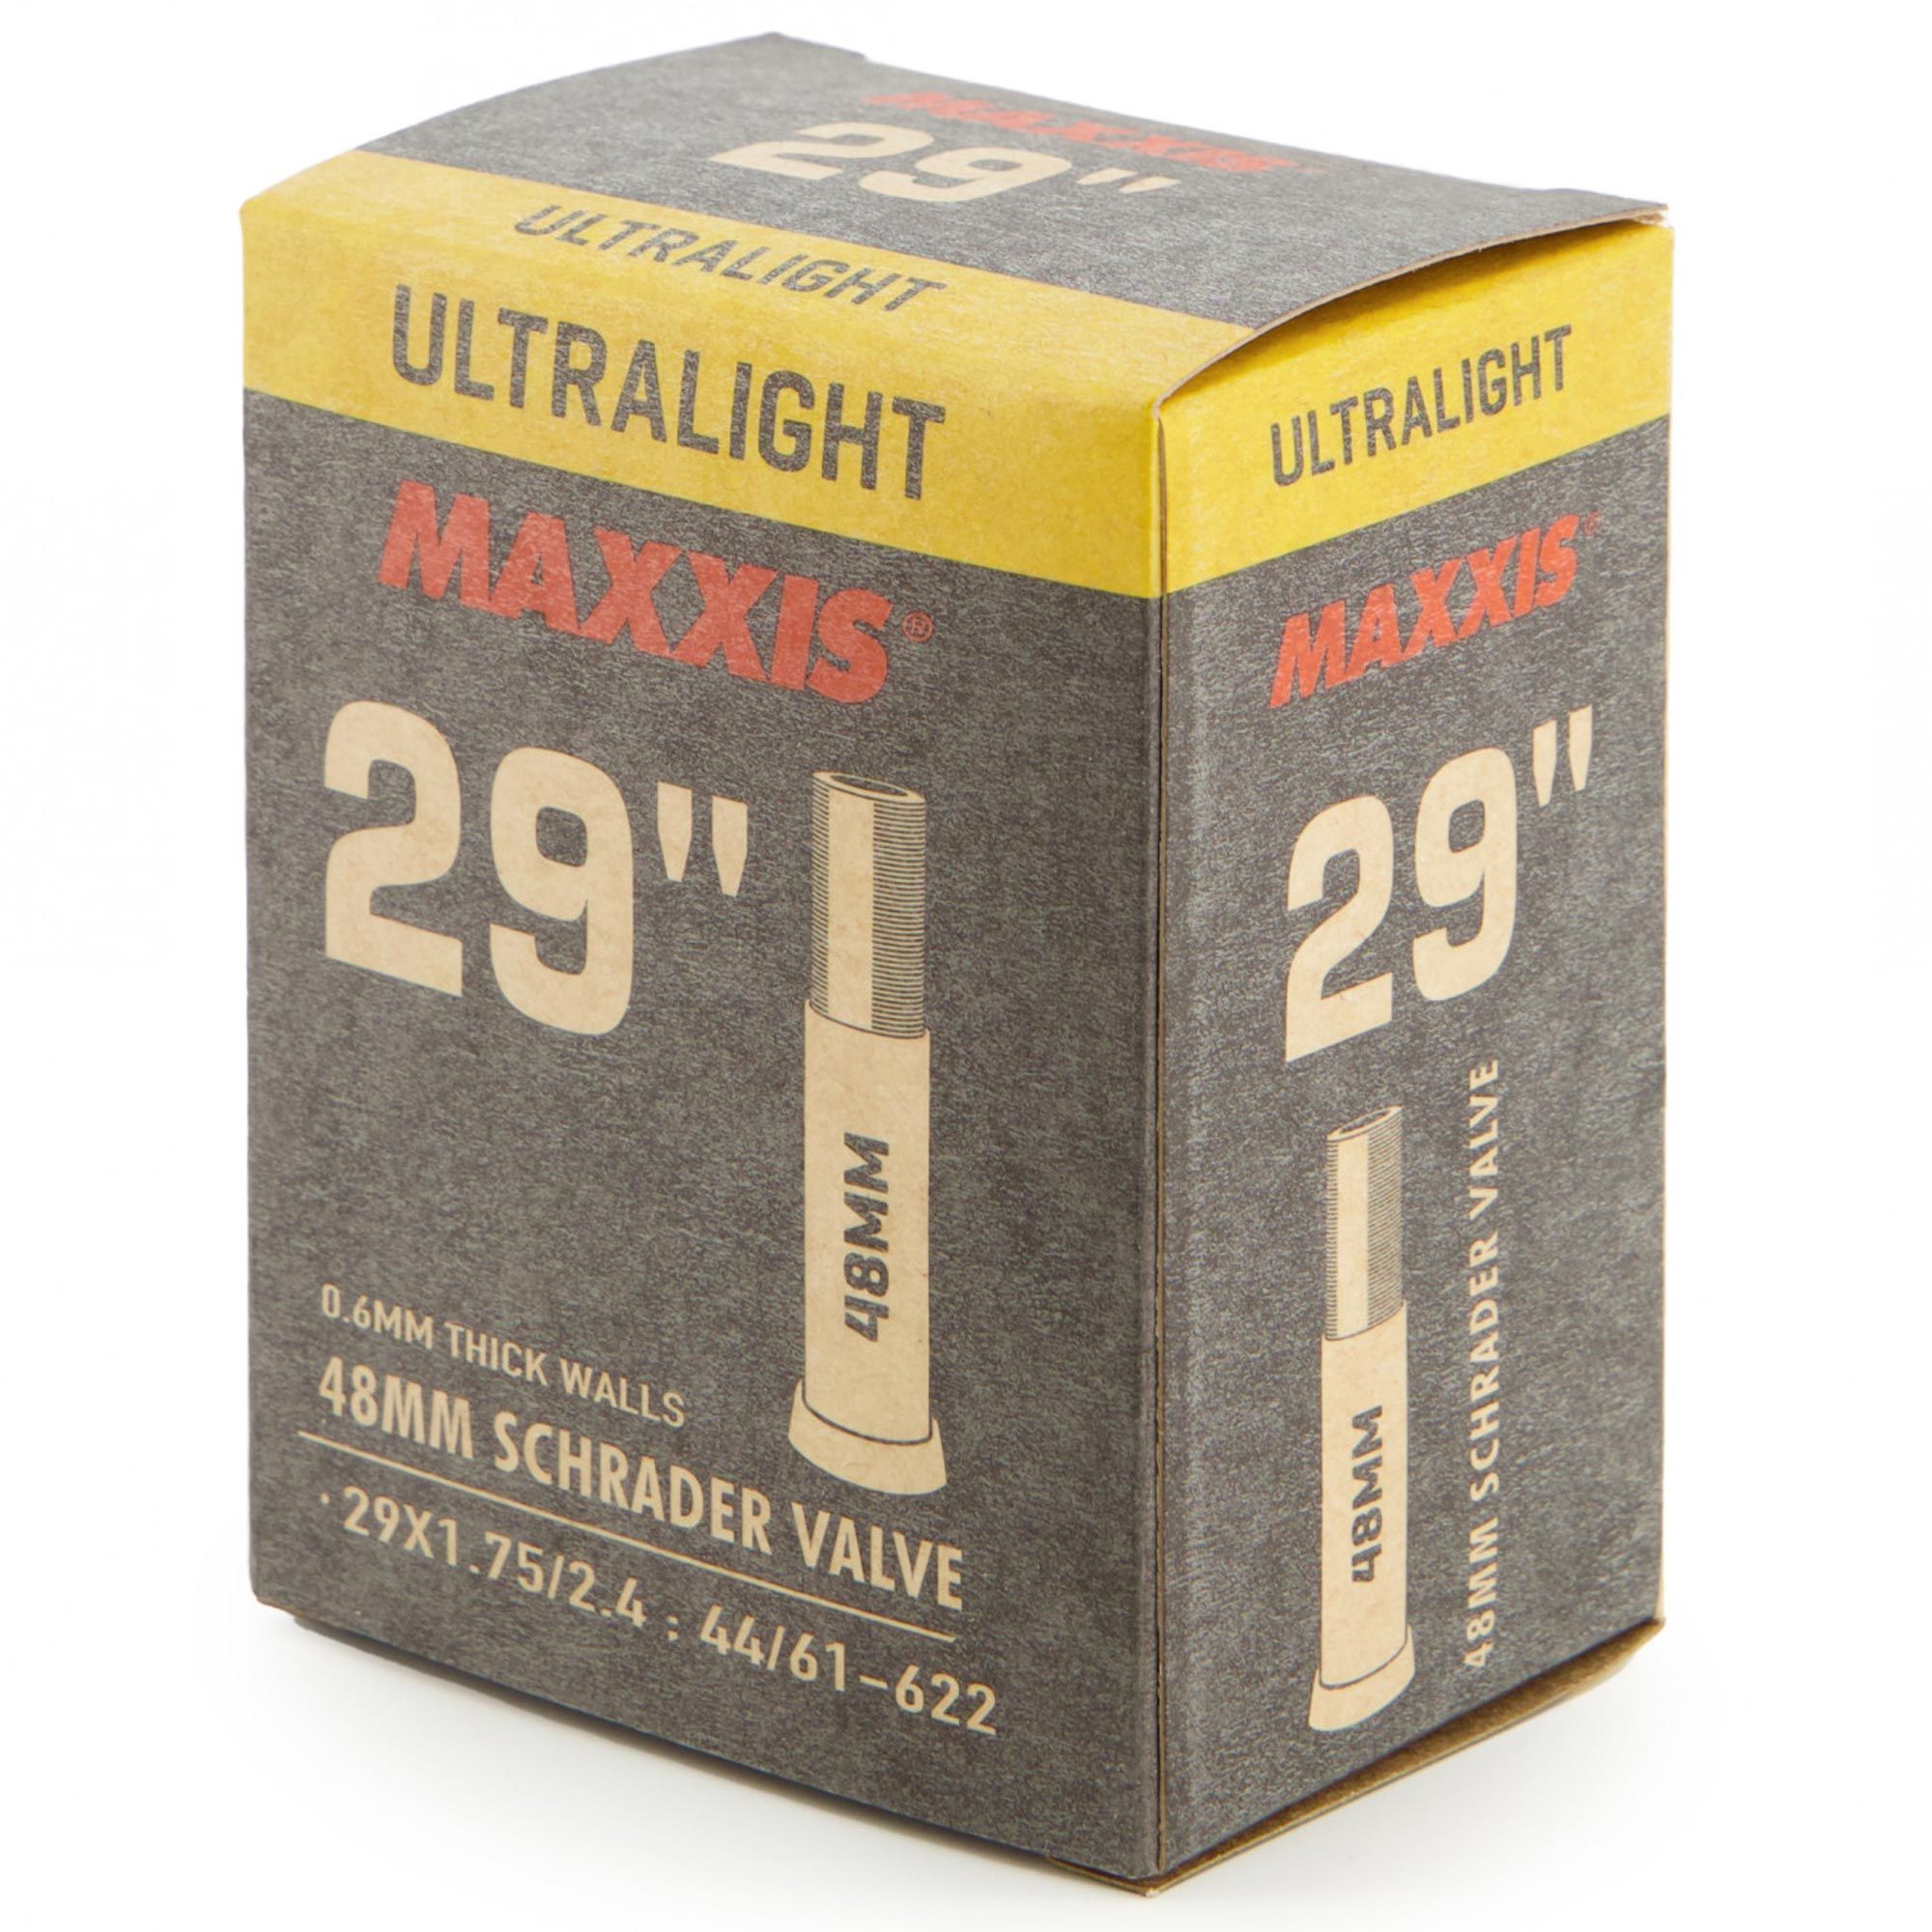 MAXXIS
29"
ULTRALIGHT
ULTRALIGHT
MAXXIS®
29"
48MM
0.6MM THICK WALLS
48MM SCHRADER VALVE
· 29X1.75/2.4 : 44/61-622
ULTRALIGHT
MAXXIS®
29"
48MM
48MM SCHRADER VALVE